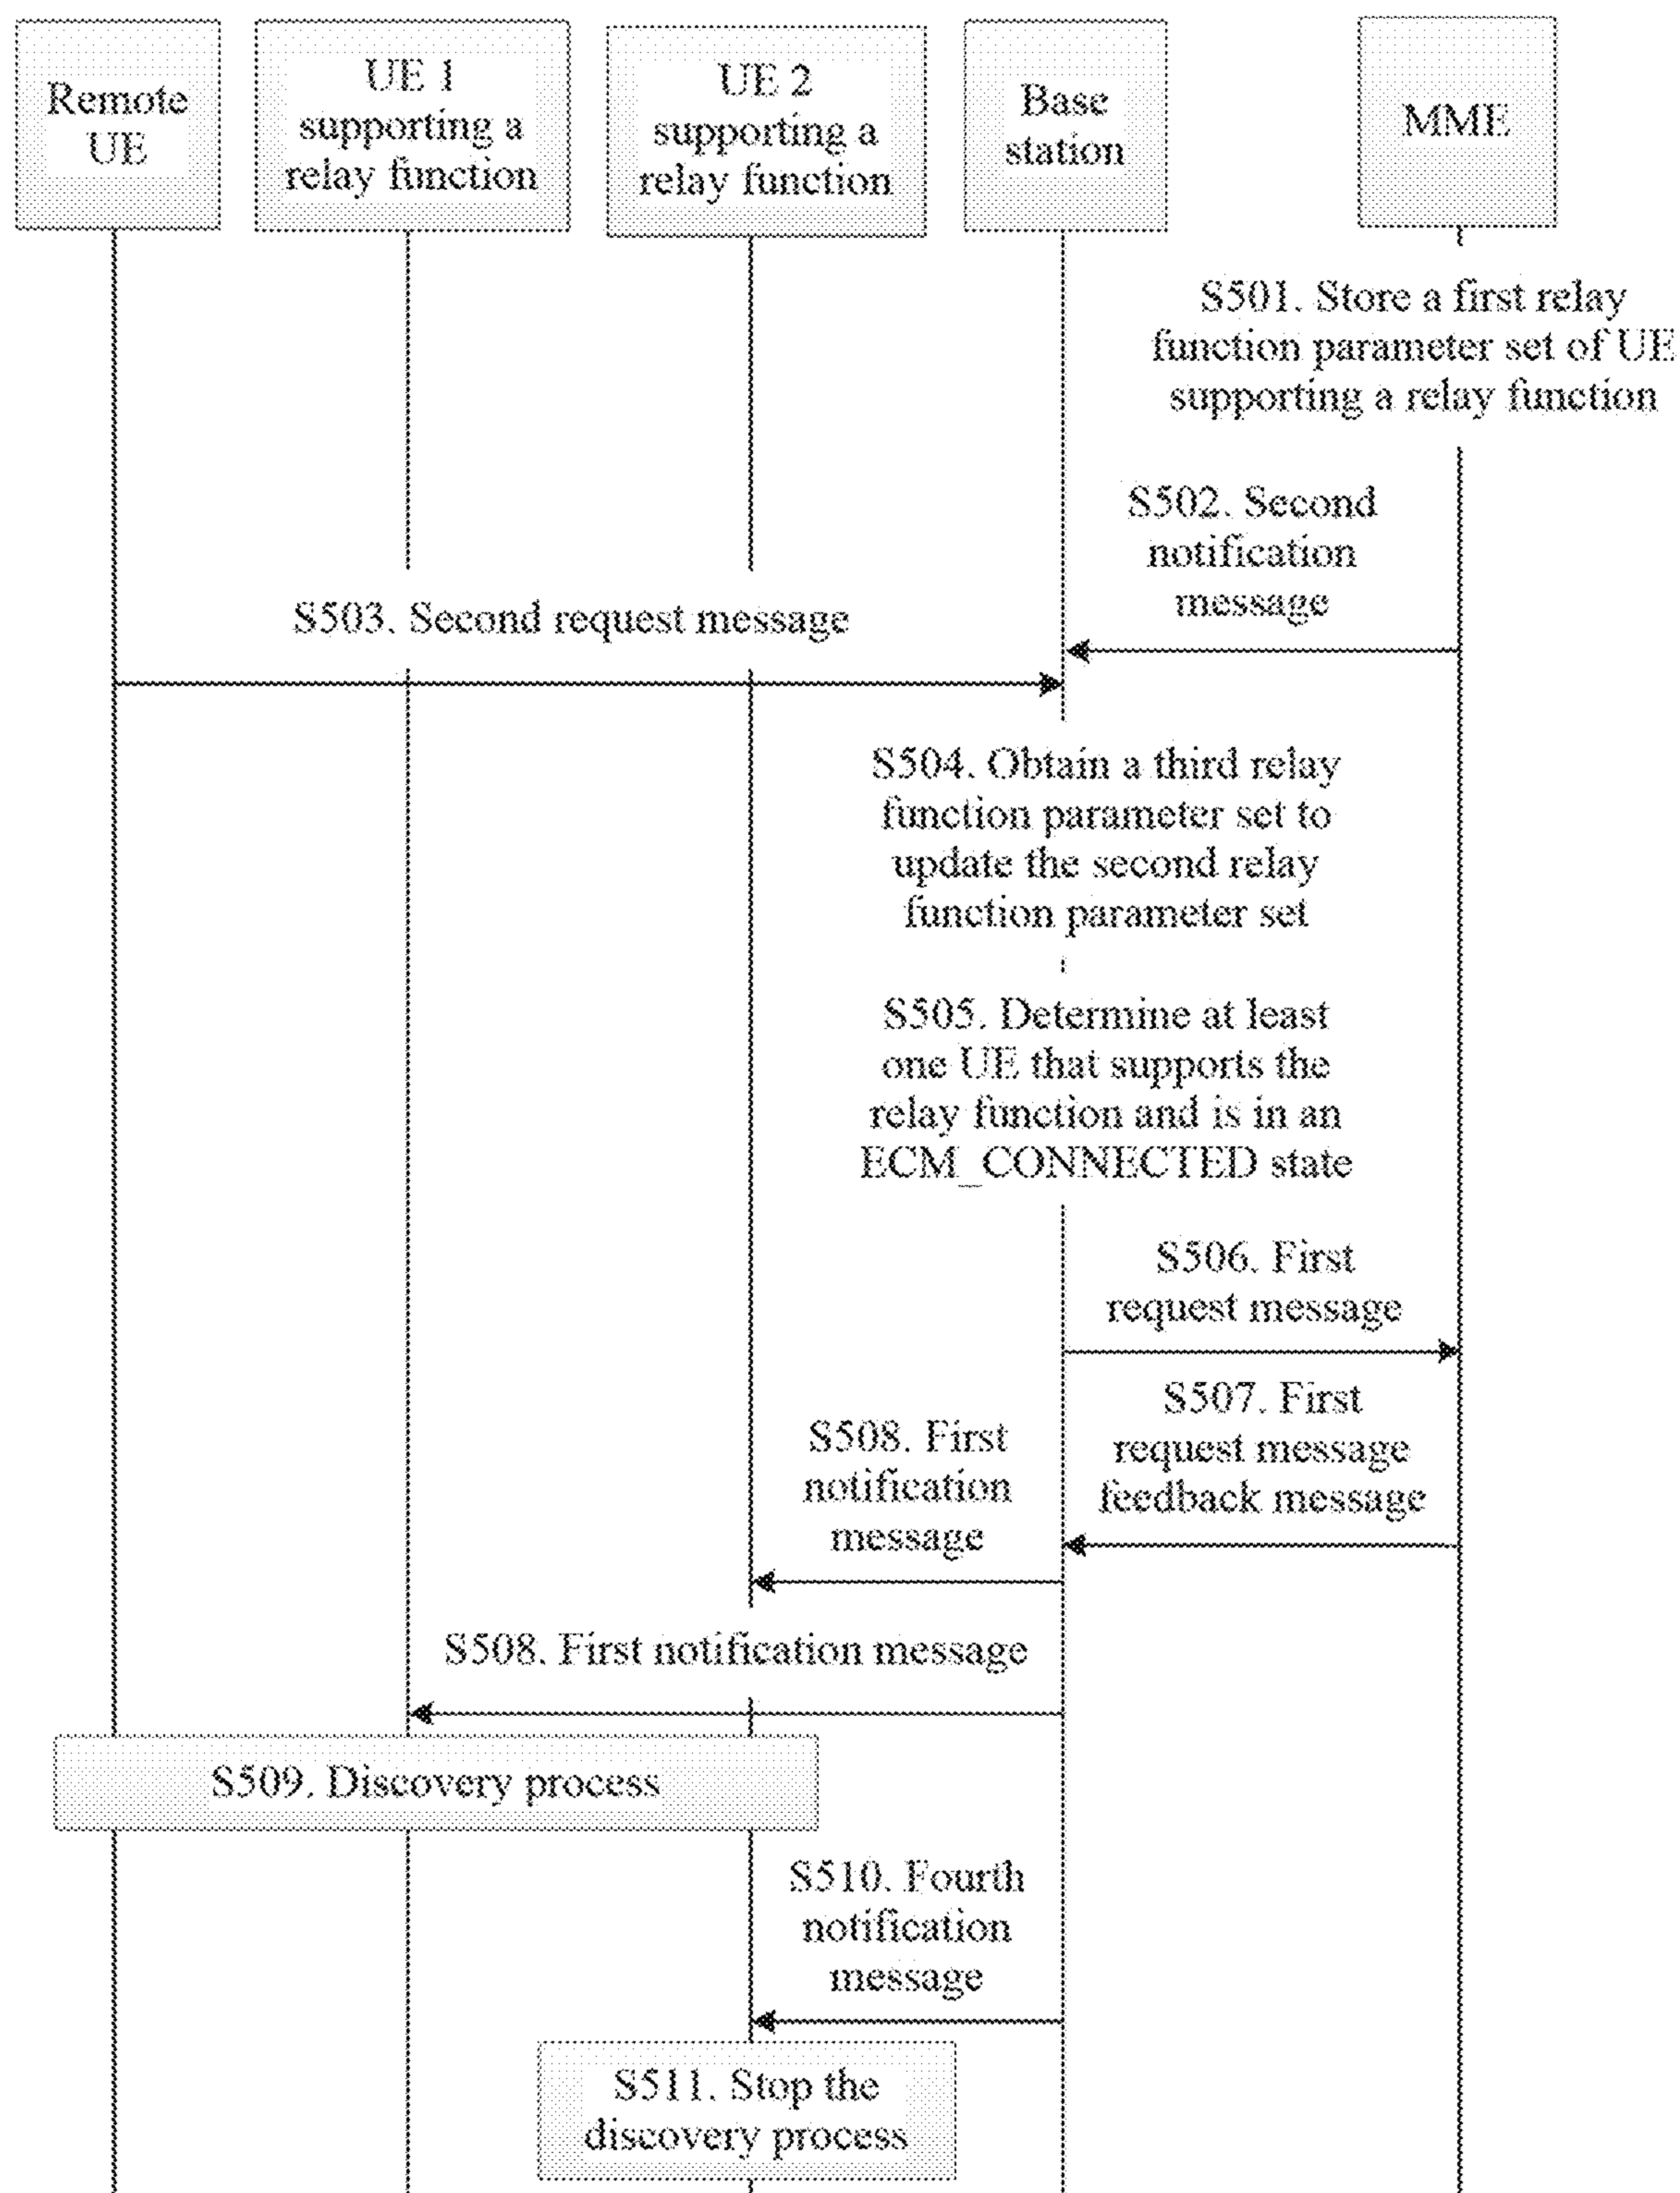 Remote
UE
UE 1
supporting a
relay function
UE 2
supporting a
relay function
Base
station
MME
S501. Store a first relay
function parameter set of UE
supporting a relay function
S502. Second
notification
message
S503. Second request message
S504. Obtain a third relay
function parameter set to
update the second relay
function parameter set
S505. Determine at least
one UE that supports the
relay function and is in an
ECM_CONNECTED state
S506. First
request message
S507. First
request message
feedback message
S508. First
notification
message
S508. First notification message
S509. Discovery process
S510. Fourth
notification
message
S511. Stop the
discovery process